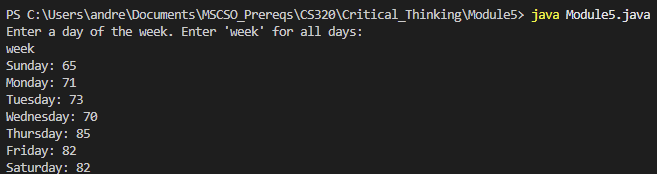 PS C:\Users\andre\Documents\MSCSO_Prereqs\CS320\Critical_Thinking\Module5> java Module5.java
Enter a day of the week. Enter 'week' for all days:
week
Sunday: 65
Monday: 71
Tuesday: 73
Wednesday: 70
Thursday: 85
Friday: 82
Saturday: 82